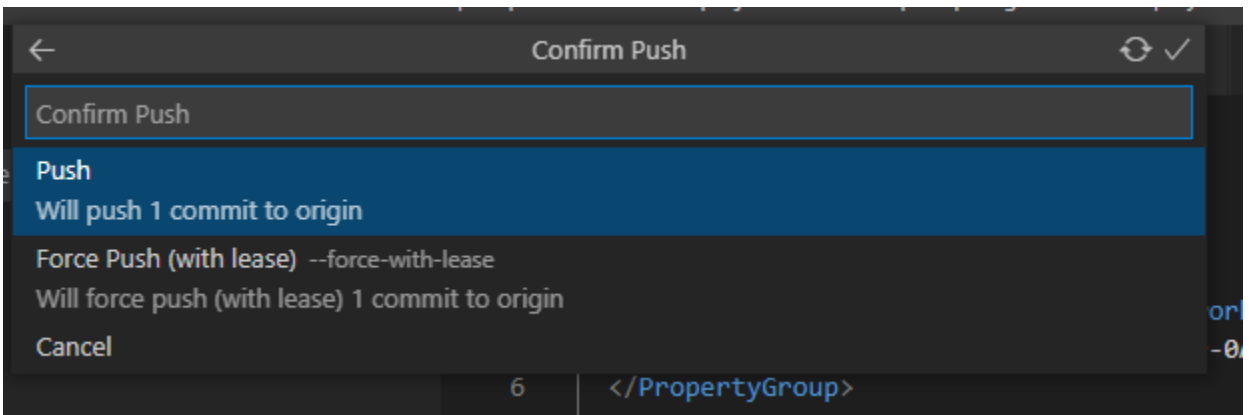 Confirm Push
Confirm Push
Push
Will push 1 commit to origin
Force Push (with lease) --force-with-lease
Will force push (with lease) 1 commit to origin
Cancel
-0
6 </PropertyGroup>